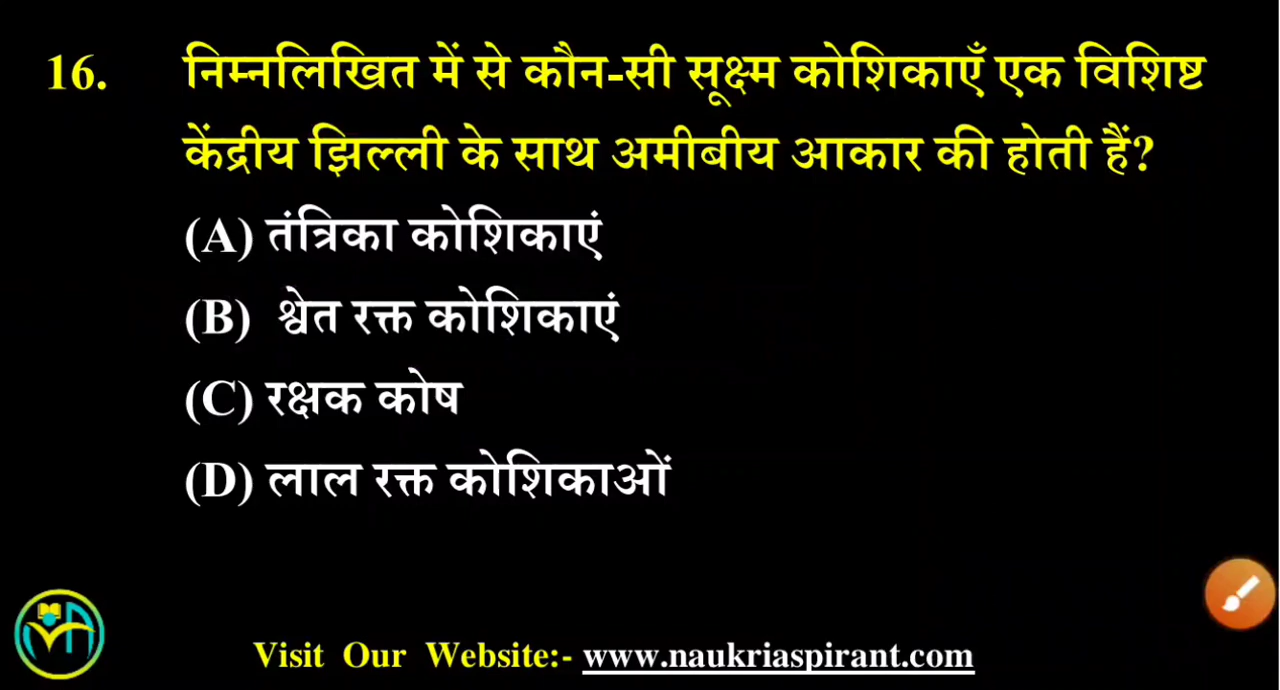 16. निम्नलिखित में से कौन-सी सूक्ष्म कोशिकाएँ एक विशिष्ट
केंद्रीय झिल्ली के साथ अमीबीय आकार की होती हैं?
(A) तंत्रिका कोशिकाएं
(B) श्वेत रक्त कोशिकाएं
(C) रक्षक कोष
(D) लाल रक्त कोशिकाओं
Visit Our Website:- www.naukriaspirant.com